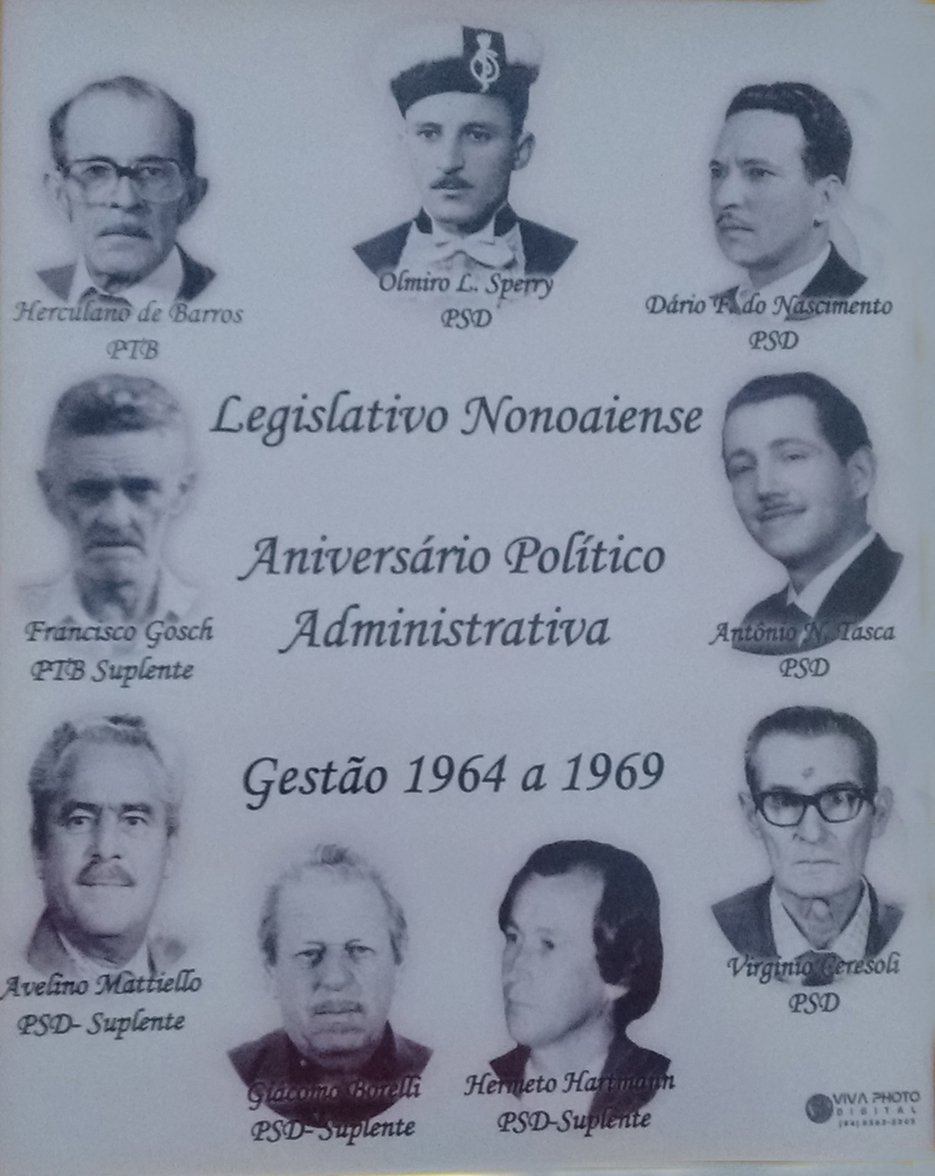 Olmiro L. Sperry
PSD
Herculano de Barros
PTB
Dário F. do Nascimento
PSD
Legislativo Nonoaiense
Aniversário Político
Administrativa
Francisco Gosch
PTB Suplente
Antônio N. Tasca
PSD
Gestão 1964 a 1969
Avelino Mattiello
PSD- Suplente
Virginio Ceresoli
PSD
Giácomo Borelli
PSD- Suplente
Hermeto Hartmann
PSD-Suplente
VIVA PHOTO
DIGITAL